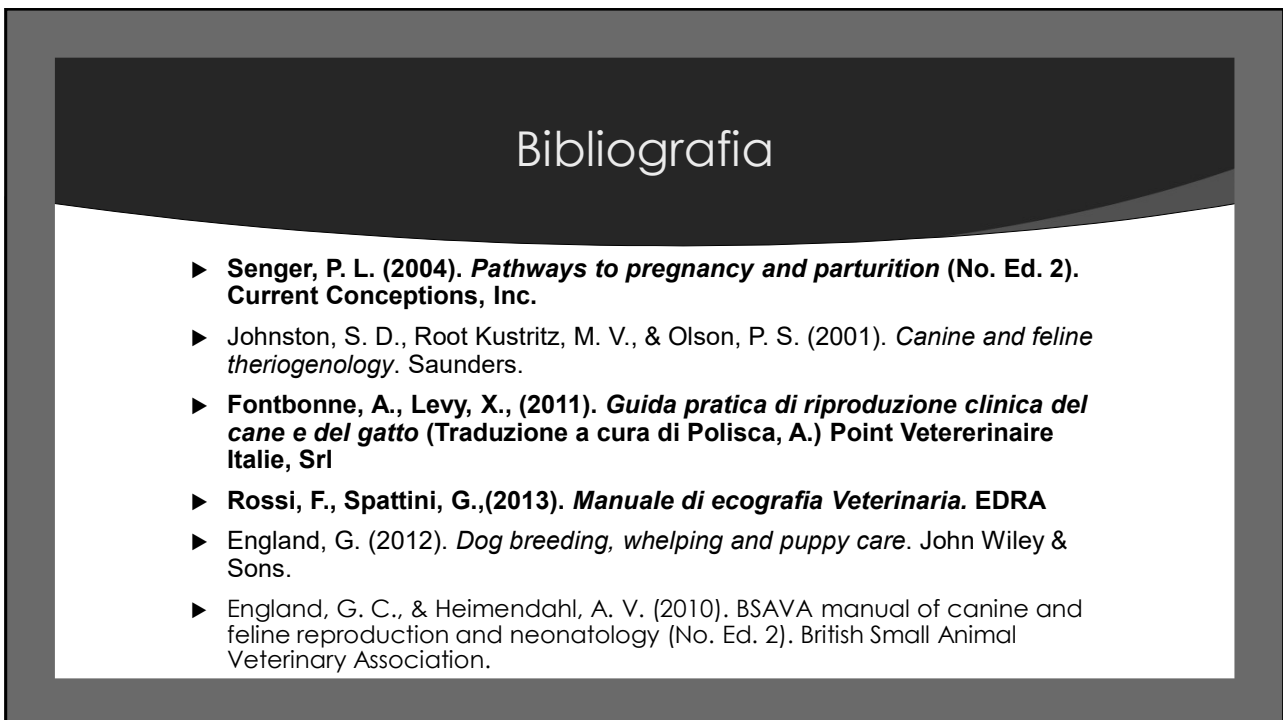 Bibliografia
▶ Senger, P. L. (2004). Pathways to pregnancy and parturition (No. Ed. 2).
Current Conceptions, Inc.
▶ Johnston, S. D., Root Kustritz, M. V., & Olson, P. S. (2001). Canine and feline
theriogenology. Saunders.
▶ Fontbonne, A., Levy, X., (2011). Guida pratica di riproduzione clinica del
cane e del gatto (Traduzione a cura di Polisca, A.) Point Vetererinaire
Italie, Srl
▶ Rossi, F., Spattini, G.,(2013). Manuale di ecografia Veterinaria. EDRA
▶ England, G. (2012). Dog breeding, whelping and puppy care. John Wiley &
Sons.
▶ England, G. C., & Heimendahl, A. V. (2010). BSAVA manual of canine and
feline reproduction and neonatology (No. Ed. 2). British Small Animal
Veterinary Association.